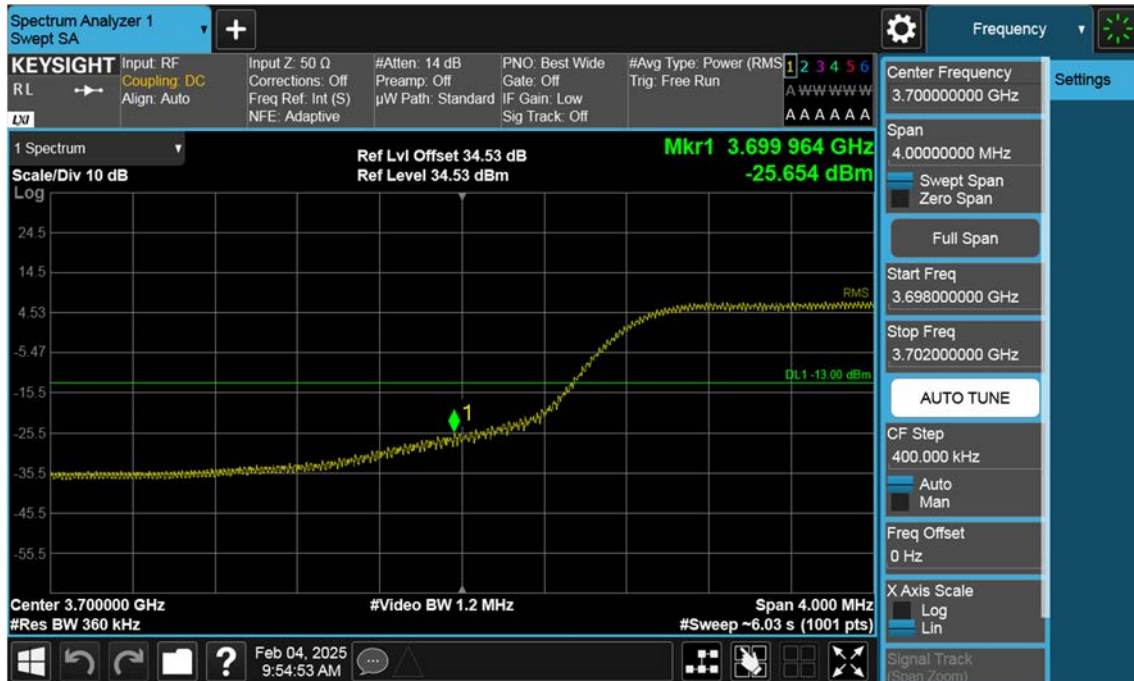 Spectrum Analyzer 1
Swept SA
Frequency
KEYSIGHT
RL
LXI
Input: RF
Coupling: DC
Align: Auto
Input Z: 50 Ω
Corrections: Off
Freq Ref: Int (S)
NFE: Adaptive
#Atten: 14 dB
Preamp: Off
µW Path: Standard
PNO: Best Wide
Gate: Off
IF Gain: Low
Sig Track: Off
#Avg Type: Power (RMS
Trig: Free Run
1 2 3 4 5 6
A W W W W W
A A A A A A
1 Spectrum
Scale/Div 10 dB
Log
Ref Lvl Offset 34.53 dB
Ref Level 34.53 dBm
Mkr1 3.699 964 GHz
-25.654 dBm
24.5
14.5
4.53
-5.47
-15.5
-25.5
-35.5
-45.5
-55.5
RMS
DL1 -13.00 dBm
1
Center 3.700000 GHz
#Res BW 360 kHz
#Video BW 1.2 MHz
Span 4.000 MHz
#Sweep ~6.03 s (1001 pts)
Feb 04, 2025
9:54:53 AM
Center Frequency
3.700000000 GHz
Settings
Span
4.00000000 MHz
Swept Span
Zero Span
Full Span
Start Freq
3.698000000 GHz
Stop Freq
3.702000000 GHz
AUTO TUNE
CF Step
400.000 kHz
Auto
Man
Freq Offset
0 Hz
X Axis Scale
Log
Lin
Signal Track
(Span Zoom)